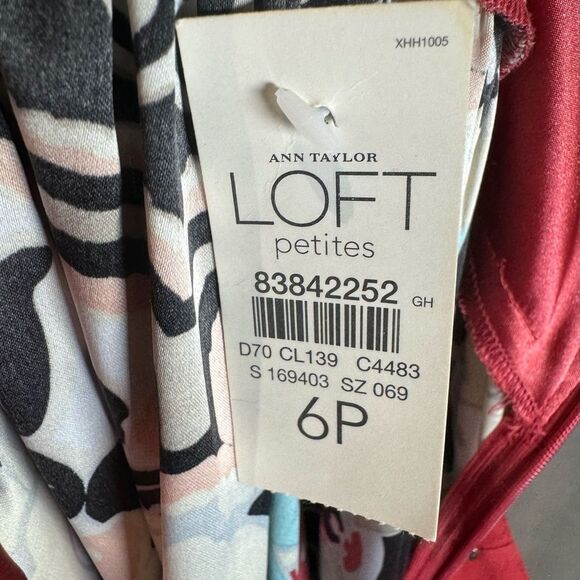 XHH1005
ANN TAYLOR
LOFT
petites
83842252 GH
D70 CL139 C4483
S 169403 SZ 069
6P